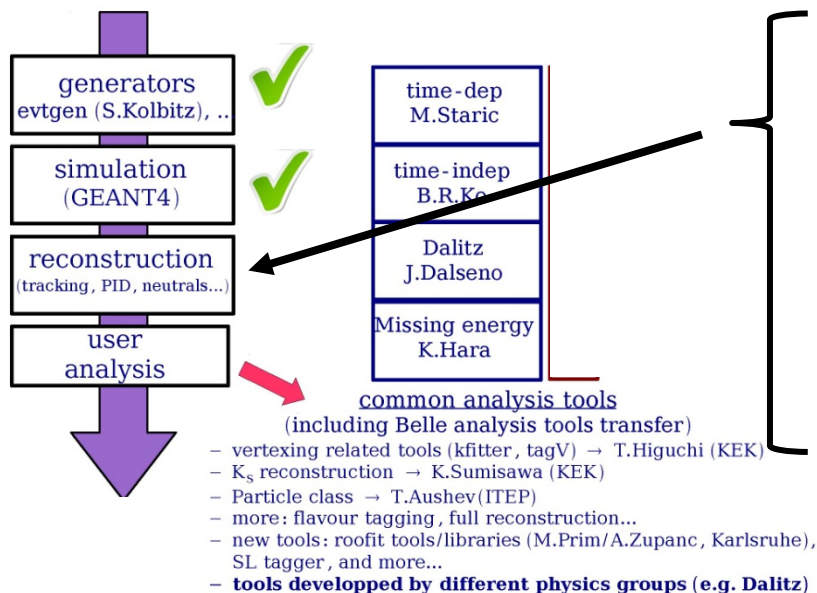 generators
evtgen (S.Kolbitz), ..
simulation
(GEANT4)
reconstruction
(tracking, PID, neutrals...)
user
analysis
time-dep
M.Staric
time-indep
B.R.Ko
Dalitz
J.Dalseno
Missing energy
K.Hara
common analysis tools
(including Belle analysis tools transfer)
– vertexing related tools (kfitter, tagV) → T.Higuchi (KEK)
– Ks reconstruction → K.Sumisawa (KEK)
– Particle class → T.Aushev(ITEP)
– more: flavour tagging, full reconstruction...
– new tools: roofit tools/libraries (M.Prim/A.Zupanc, Karlsruhe),
SL tagger, and more...
– tools developped by different physics groups (e.g. Dalitz)